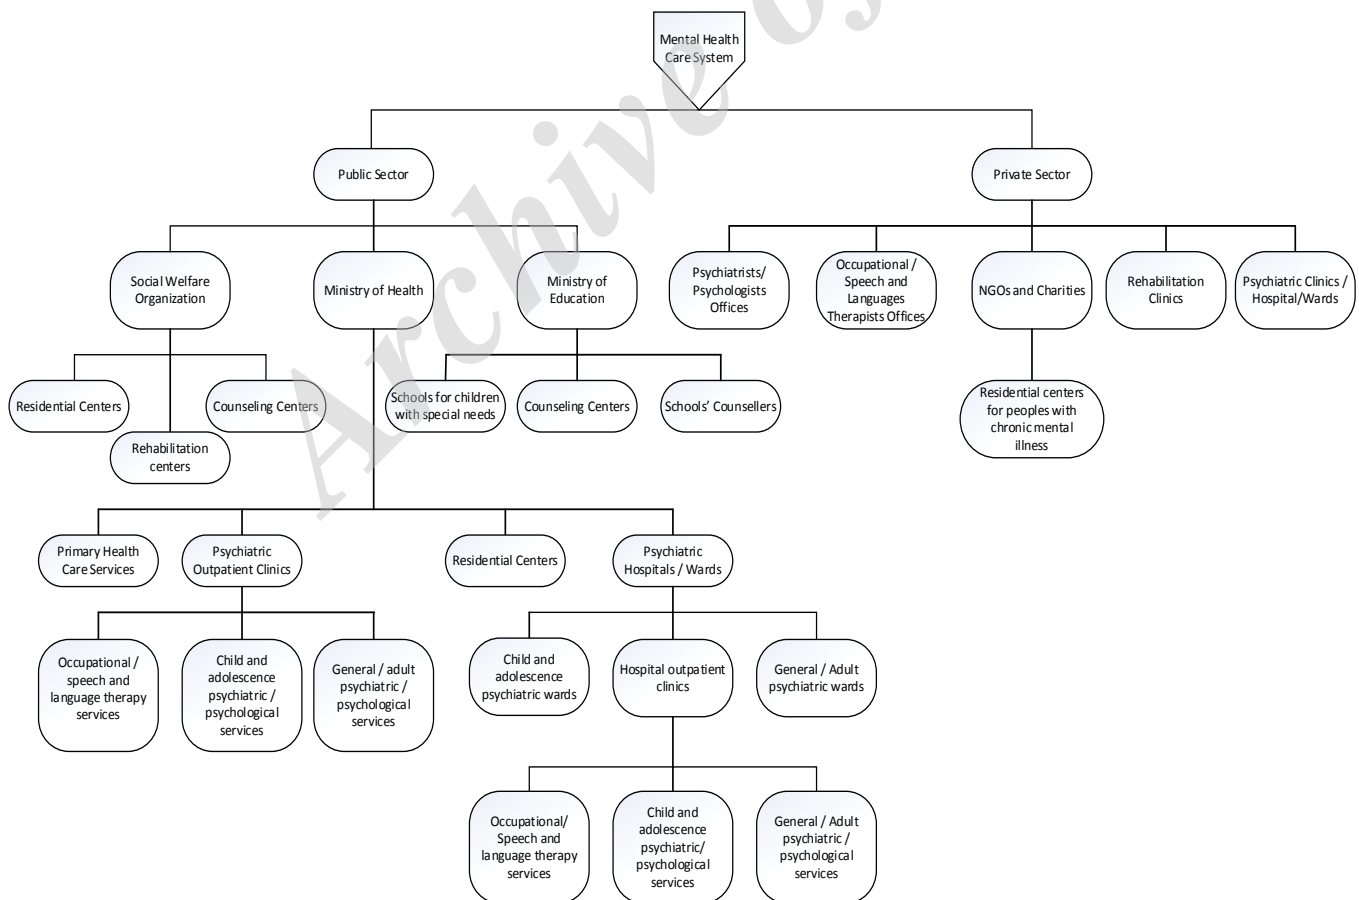 Mental Health
Care System
Public Sector
Private Sector
Social Welfare
Organization
Ministry of Health
Ministry of
Education
Psychiatrists/
Psychologists
Offices
Occupational /
Speech and
Languages
Therapists Offices
NGOs and Charities
Rehabilitation
Clinics
Psychiatric Clinics /
Hospital/Wards
Residential Centers
Rehabilitation
centers
Counseling Centers
Schools for children
with special needs
Counseling Centers
Schools' Counsellers
Residential centers
for peoples with
chronic mental
illness
Primary Health
Care Services
Psychiatric
Outpatient Clinics
Residential Centers
Psychiatric
Hospitals / Wards
Occupational /
speech and
language therapy
services
Child and
adolescence
psychiatric /
psychological
services
General / adult
psychiatric /
psychological
services
Child and
adolescence
psychiatric wards
Hospital outpatient
clinics
General / Adult
psychiatric wards
Occupational/
Speech and
language therapy
services
Child and
adolescence
psychiatric/
psychological
services
General / Adult
psychiatric /
psychological
services
Archive of